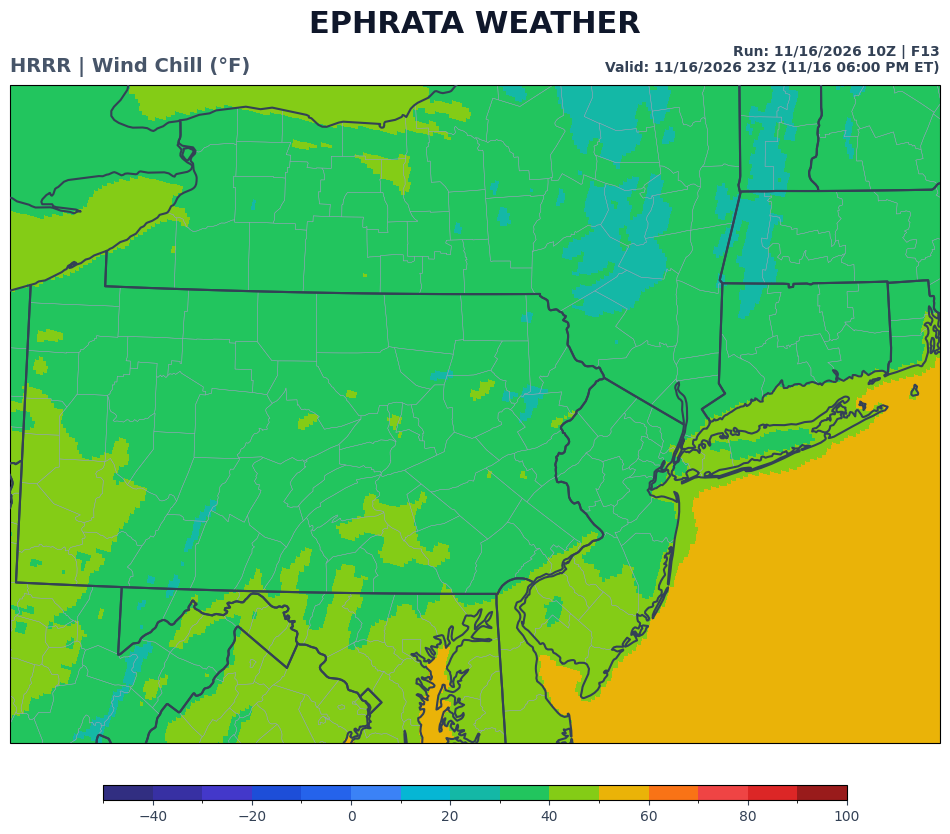 EPHRATA WEATHER
HRRR | Wind Chill (°F)
Run: 11/16/2026 10Z | F13
Valid: 11/16/2026 23Z (11/16 06:00 PM ET)
−40 −20 0 20 40 60 80 100